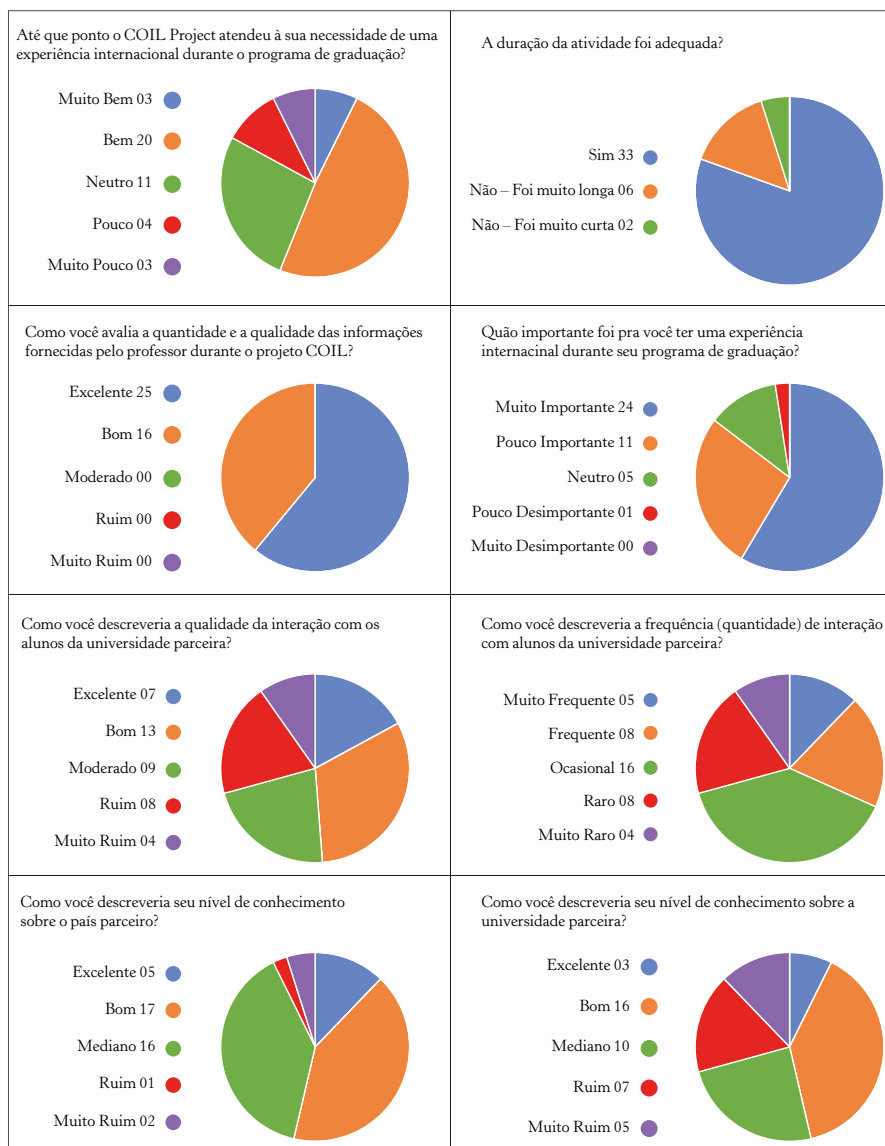 Até que ponto o COIL Project atendeu à sua necessidade de uma
experiência internacional durante o programa de graduação?
Muito Bem 03
Bem 20
Neutro 11
Pouco 04
Muito Pouco 03
A duração da atividade foi adequada?
Sim 33
Não – Foi muito longa 06
Não – Foi muito curta 02
Como você avalia a quantidade e a qualidade das informações
fornecidas pelo professor durante o projeto COIL?
Excelente 25
Bom 16
Moderado 00
Ruim 00
Muito Ruim 00
Quão importante foi pra você ter uma experiência
internacinal durante seu programa de graduação?
Muito Importante 24
Pouco Importante 11
Neutro 05
Pouco Desimportante 01
Muito Desimportante 00
Como você descreveria a qualidade da interação com os
alunos da universidade parceira?
Excelente 07
Bom 13
Moderado 09
Ruim 08
Muito Ruim 04
Como você descreveria a frequência (quantidade) de interação
com alunos da universidade parceira?
Muito Frequente 05
Frequente 08
Ocasional 16
Raro 08
Muito Raro 04
Como você descreveria seu nível de conhecimento
sobre o país parceiro?
Excelente 05
Bom 17
Mediano 16
Ruim 01
Muito Ruim 02
Como você descreveria seu nível de conhecimento sobre a
universidade parceira?
Excelente 03
Bom 16
Mediano 10
Ruim 07
Muito Ruim 05